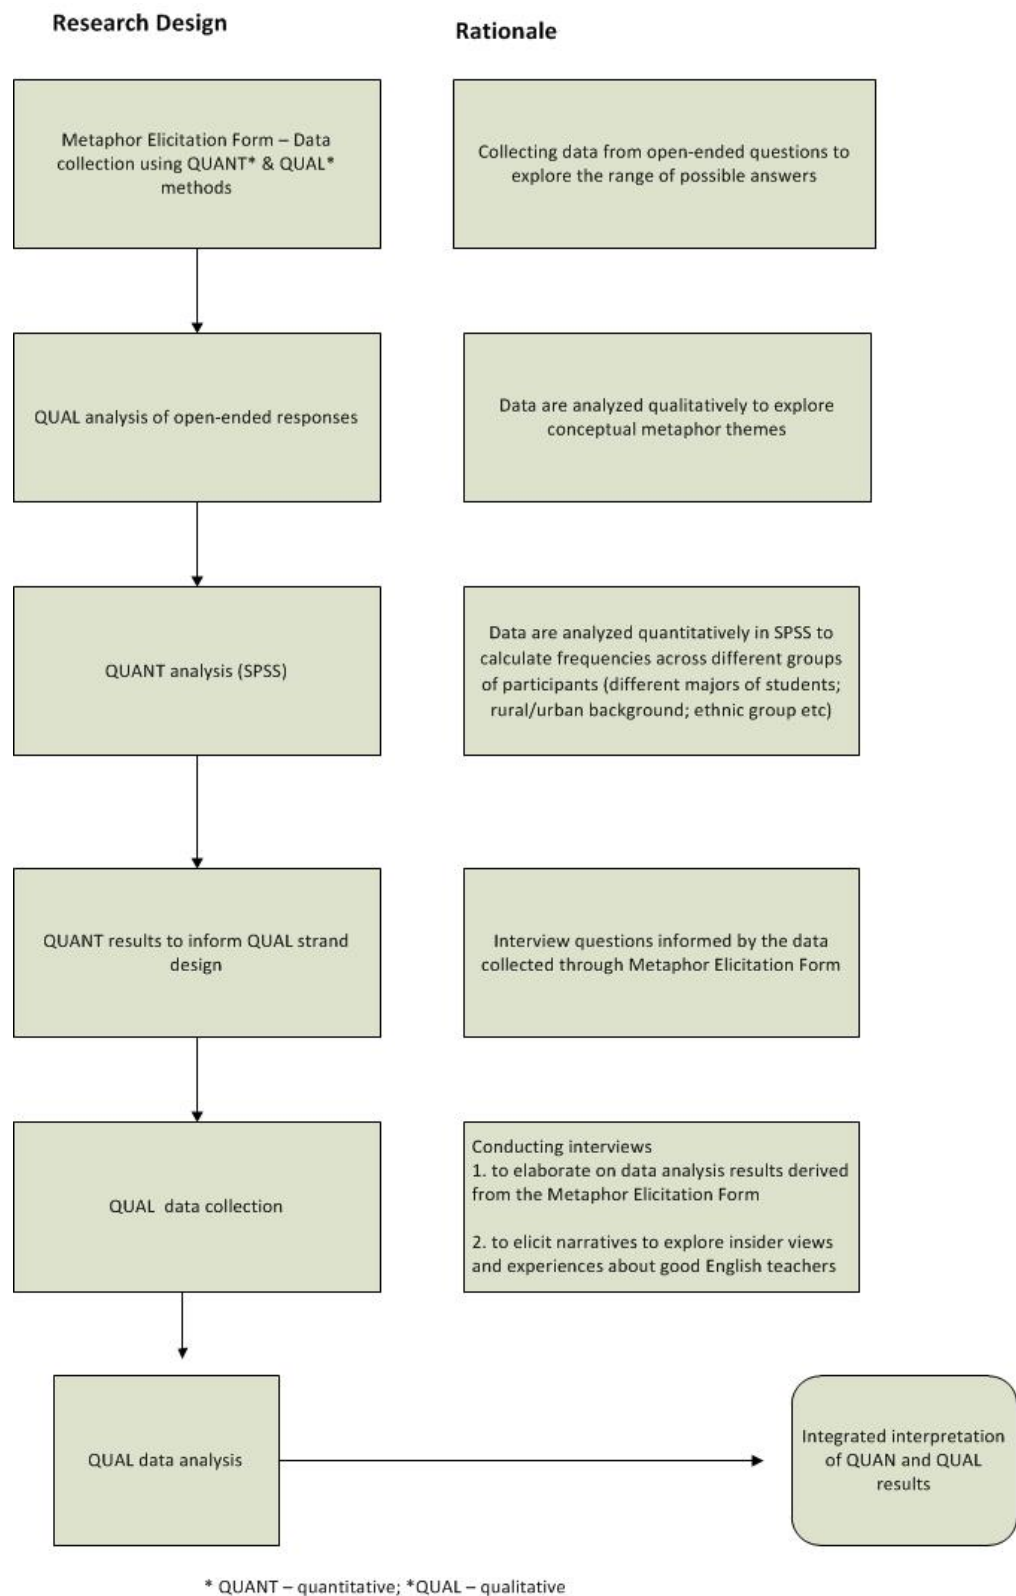 Research Design
Rationale
Metaphor Elicitation Form – Data
collection using QUANT* & QUAL*
methods
Collecting data from open-ended questions to
explore the range of possible answers
QUAL analysis of open-ended responses
Data are analyzed qualitatively to explore
conceptual metaphor themes
QUANT analysis (SPSS)
Data are analyzed quantitatively in SPSS to
calculate frequencies across different groups
of participants (different majors of students;
rural/urban background; ethnic group etc)
QUANT results to inform QUAL strand
design
Interview questions informed by the data
collected through Metaphor Elicitation Form
QUAL data collection
Conducting interviews
1. to elaborate on data analysis results derived
from the Metaphor Elicitation Form
2. to elicit narratives to explore insider views
and experiences about good English teachers
QUAL data analysis
Integrated interpretation
of QUAN and QUAL
results
* QUANT – quantitative; *QUAL – qualitative